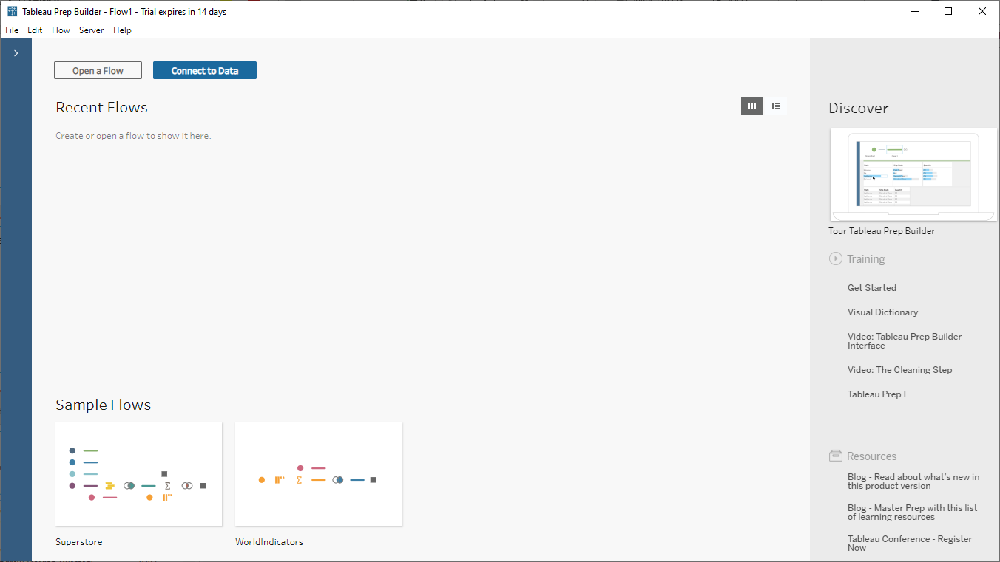 Tableau Prep Builder - Flow1 - Trial expires in 14 days
File Edit Flow Server Help
Open a Flow
Connect to Data
Recent Flows
Create or open a flow to show it here.
Sample Flows
Superstore
WorldIndicators
Discover
Tour Tableau Prep Builder
Training
Get Started
Visual Dictionary
Video: Tableau Prep Builder
Interface
Video: The Cleaning Step
Tableau Prep I
Resources
Blog - Read about what's new in
this product version
Blog - Master Prep with this list
of learning resources
Tableau Conference - Register
Now